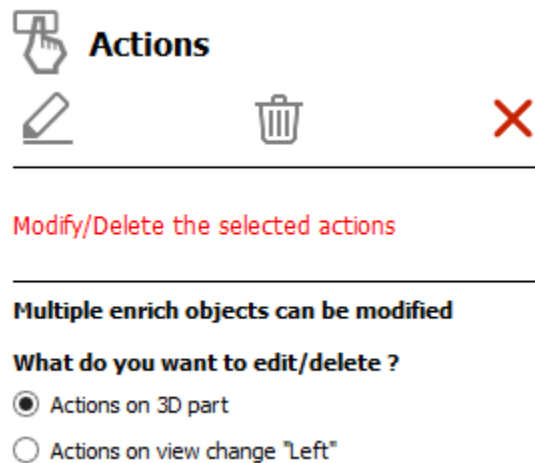 Actions
Modify/Delete the selected actions
Multiple enrich objects can be modified
What do you want to edit/delete ?
Actions on 3D part
Actions on view change "Left"